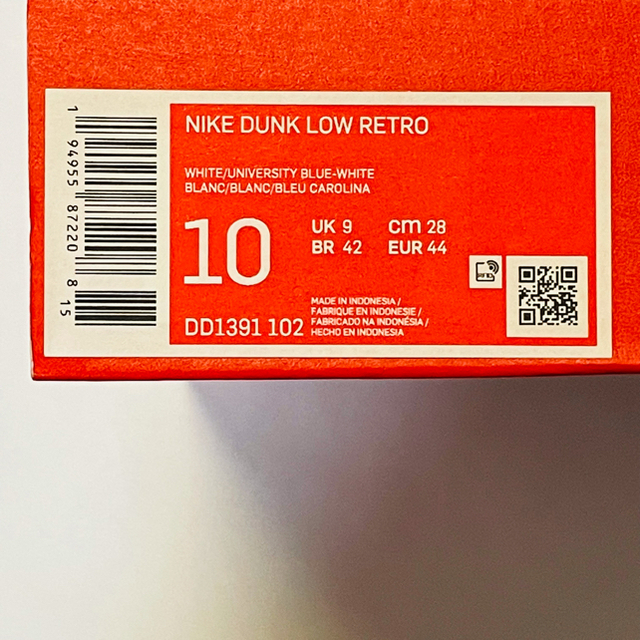 NIKE DUNK LOW RETRO
WHITE/UNIVERSITY BLUE-WHITE
BLANC/BLANC/BLEU CAROLINA
10
UK 9 cm 28
BR 42 EUR 44
DD1391 102
MADE IN INDONESIA /
FABRIQUE EN INDONESIE /
FABRICADO NA INDONÉSIA /
HECHO EN INDONESIA
1 94955 87220 8 15